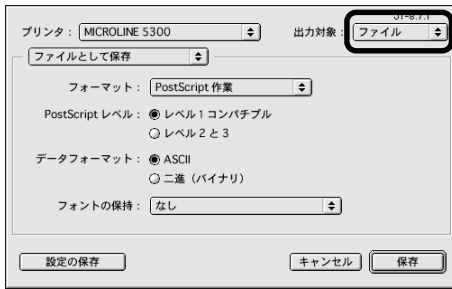 J1-8.7.1
プリンタ： MICROLINE 5300 出力対象： ファイル
ファイルとして保存
フォーマット： PostScript 作業
PostScript レベル： レベル 1 コンパチブル
レベル 2 と 3
データフォーマット： ASCII
二進（バイナリ）
フォントの保持： なし
設定の保存 キャンセル 保存